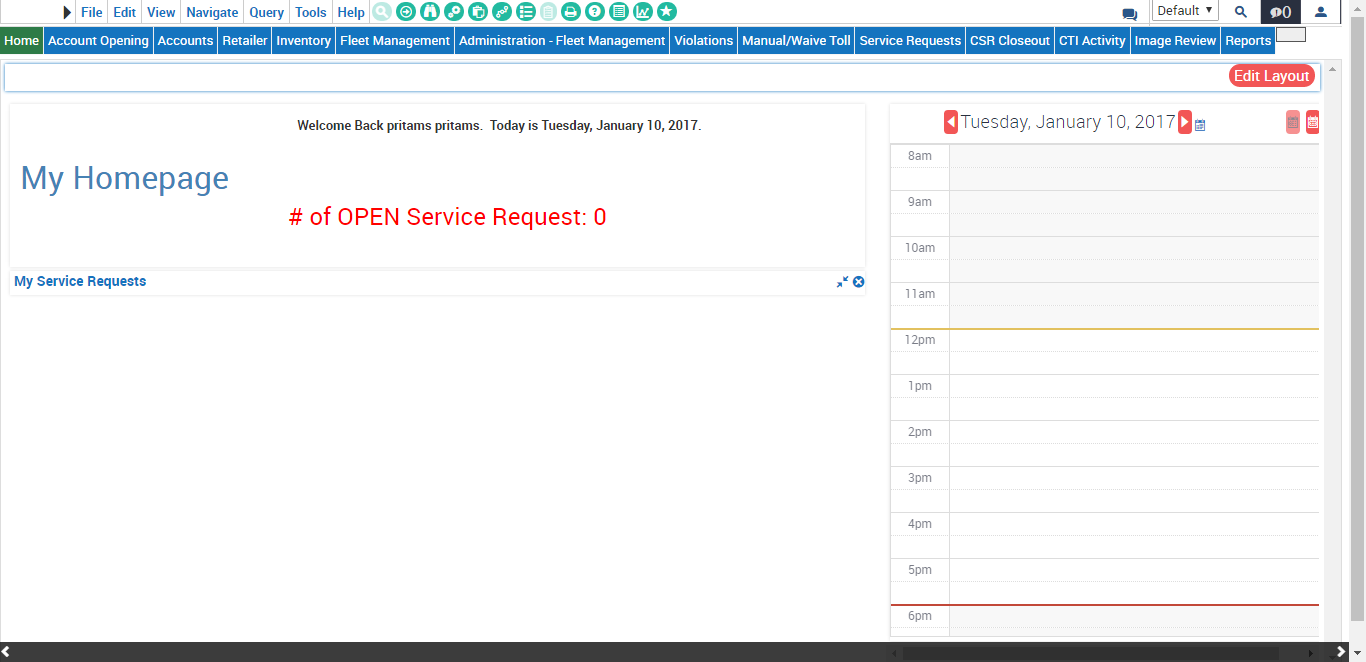 File Edit View Navigate Query Tools Help Default 0
Home Account Opening Accounts Retailer Inventory Fleet Management Administration - Fleet Management Violations Manual/Waive Toll Service Requests CSR Closeout CTI Activity Image Review Reports
Edit Layout
Welcome Back pritams pritams. Today is Tuesday, January 10, 2017.
My Homepage
# of OPEN Service Request: 0
My Service Requests
Tuesday, January 10, 2017
8am
9am
10am
11am
12pm
1pm
2pm
3pm
4pm
5pm
6pm